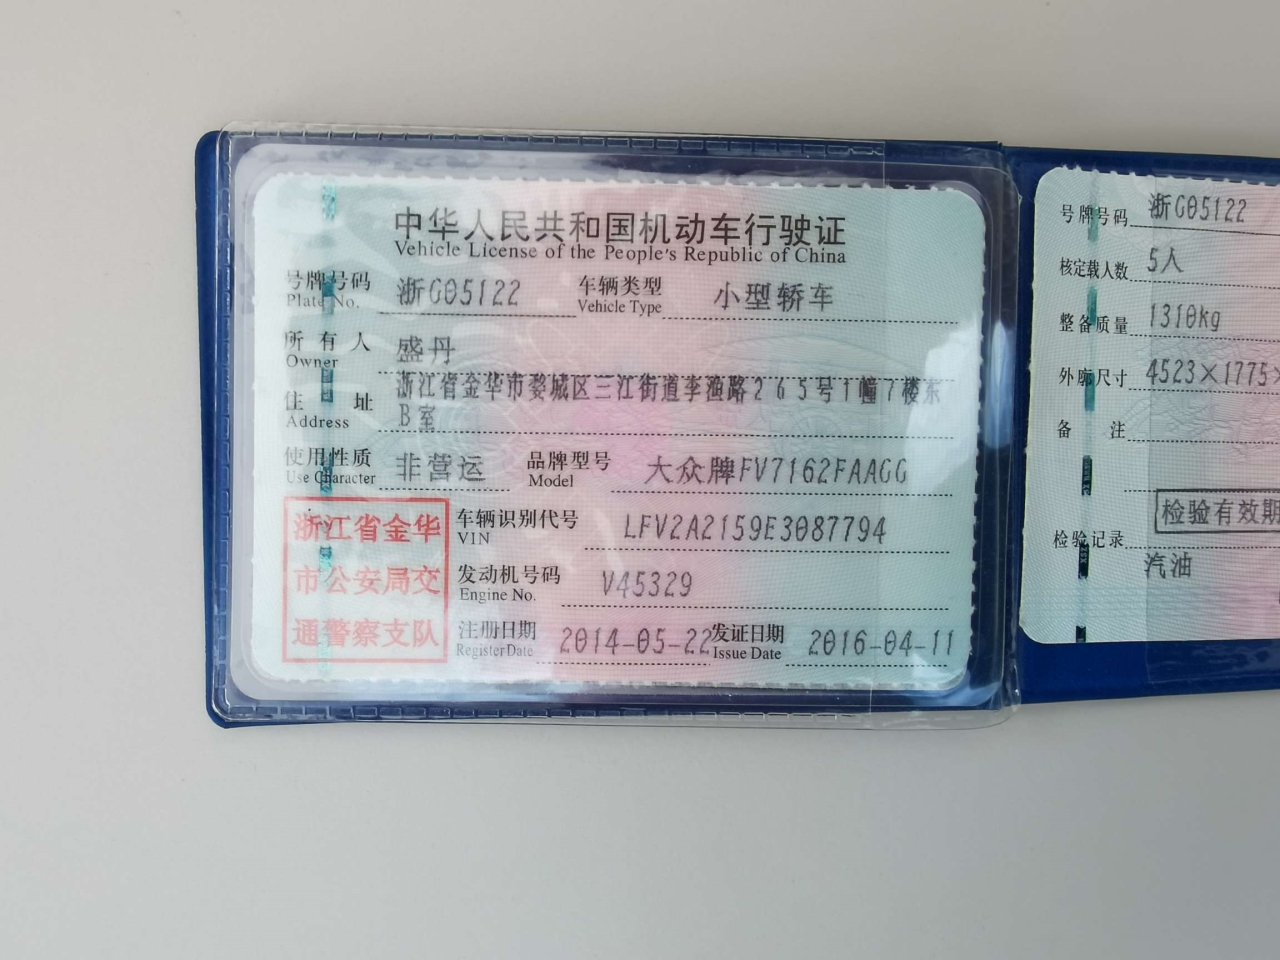 中华人民共和国机动车行驶证
Vehicle License of the People's Republic of China
号牌号码 浙G05122 车辆类型 小型轿车
Plate No. Vehicle Type
所有人 盛丹
Owner
住址 浙江省金华市婺城区三江街道李渔路265号1幢7楼东
B室
Address
使用性质 非营运 品牌型号 大众牌FV7162FAAGG
Use Character Model
浙江省金华
市公安局交
通警察支队
车辆识别代号 LFV2A2159E3087794
VIN
发动机号码 V45329
Engine No.
注册日期 2014-05-22 发证日期 2016-04-11
Register Date Issue Date
号牌号码 浙G05122
核定载人数 5人
整备质量 1310kg
外廓尺寸 4523×1775×
备注
检验有效期
检验记录
汽油